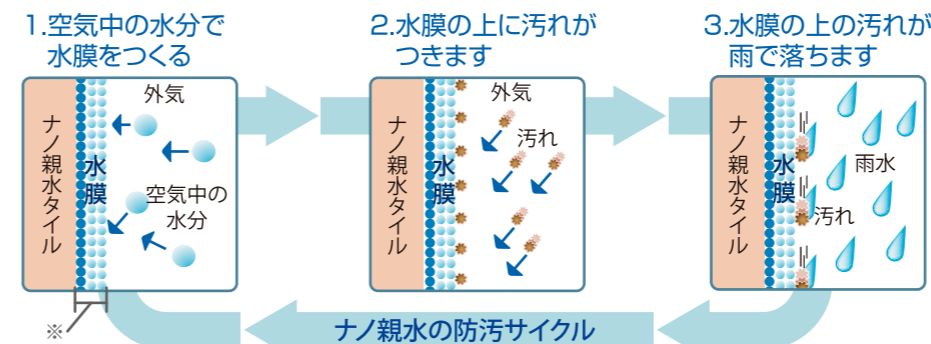 1.空気中の水分で
水膜をつくる
2.水膜の上に汚れが
つきます
3.水膜の上の汚れが
雨で落ちます
ナノ親水タイル
水膜
外気
空気中の
水分
ナノ親水タイル
水膜
外気
汚れ
ナノ親水タイル
水膜
雨水
汚れ
※
ナノ親水の防汚サイクル